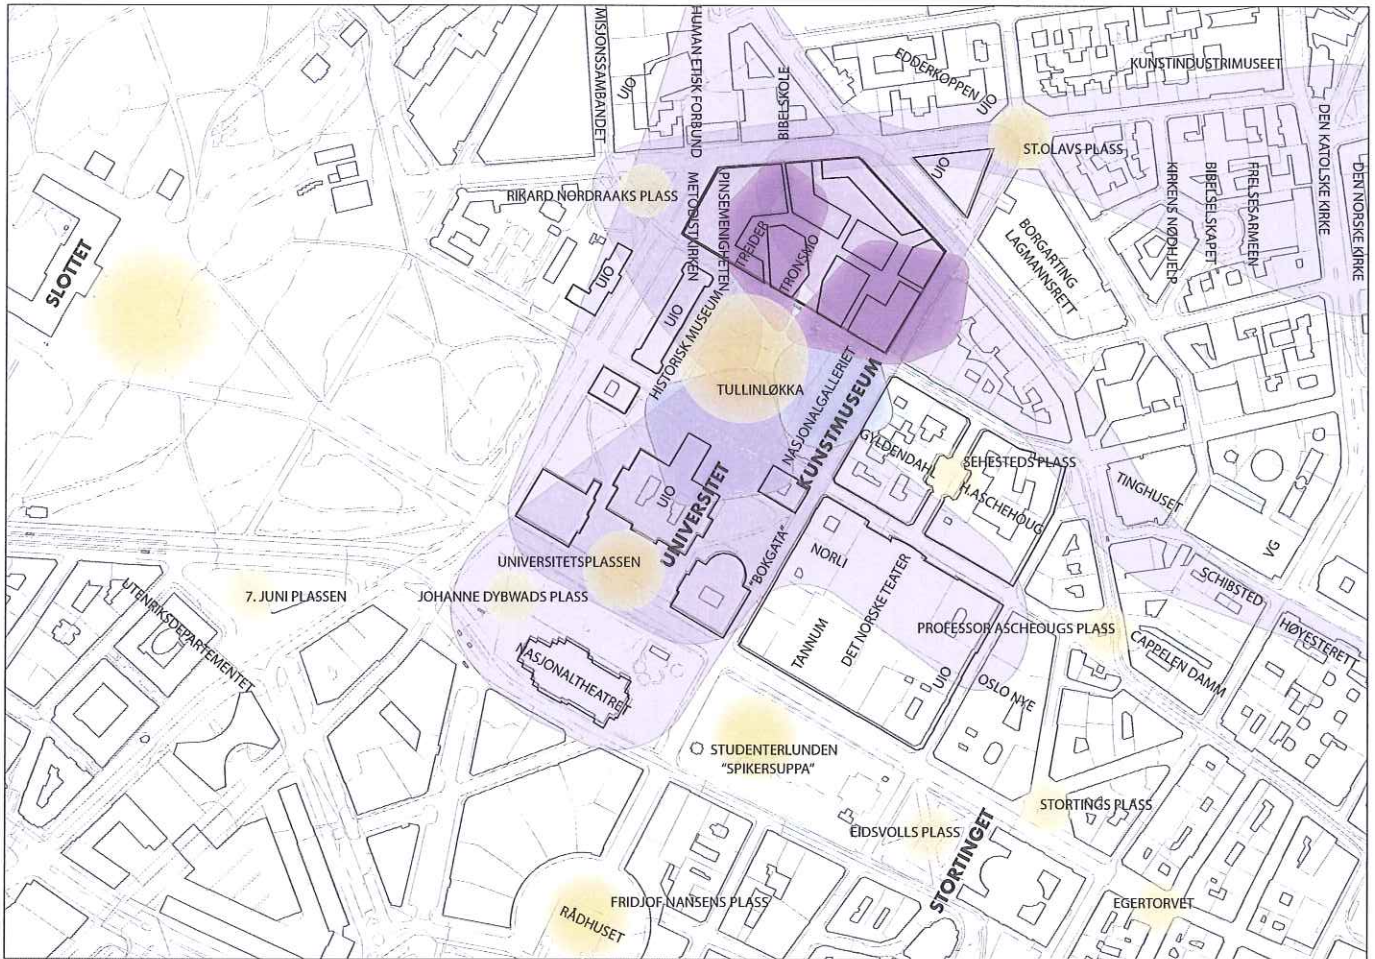 MISJONSSAMBANDET
UIO
HUMAN ETISK FORBUND
BIBELSKOLE
EDDERKOPPEN
UIO
KUNSTINDUSTRIMUSEET
DEN KATOLSKE KIRKE
DEN NORSKE KIRKE
ST.OLAVS PLASS
UIO
KIRKENS NØDHJELP
BIBELSELSKAPET
FRELSESARMEEN
RIKARD NORDRAAKS PLASS
METODISTKIRKEN
PINSEMENIGHETEN
TREIDER
TRONSMO
BORGARTING
LAGMANNSRETT
SLOTTET
UIO
UIO
HISTORISK MUSEUM
TULLINLØKKA
NASJONALGALLERIET
KUNSTMUSEUM
GYLDENDAHL
SEHESTEDS PLASS
H.ASCHEHOUG
TINGHUSET
VG
UIO
UNIVERSITET
UNIVERSITETSPLASSEN
"BOKGATA"
NORLI
TANNUM
DET NORSKE TEATER
UIO
SCHIBSTED
HØYESTERETT
UTENRIKSDEPARTEMENTET
7. JUNI PLASSEN
JOHANNE DYBWADS PLASS
NASJONALTHEATRET
PROFESSOR ASCHEOUGS PLASS
CAPPELEN DAMM
OSLO NYE
STUDENTERLUNDEN
"SPIKERSUPPA"
STORTINGS PLASS
EIDSVOLLS PLASS
STORTINGET
FRIDJOF NANSENS PLASS
RÅDHUSET
EGERTORVET